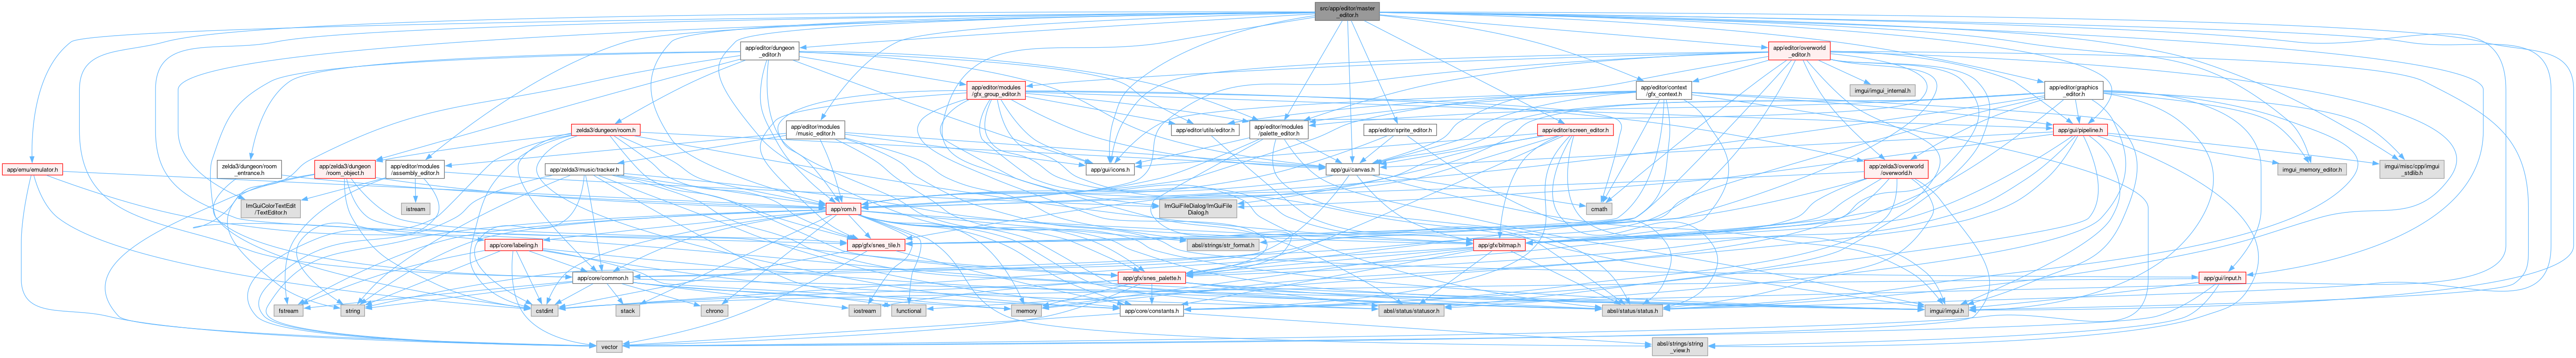 src/app/editor/master
_editor.h
app/editor/dungeon
_editor.h
app/editor/overworld
_editor.h
app/editor/modules
/gfx_group_editor.h
app/editor/context
/gfx_context.h
imgui/imgui_internal.h
app/editor/graphics
_editor.h
zelda3/dungeon/room.h
app/editor/modules
/music_editor.h
app/editor/utils/editor.h
app/editor/modules
/palette_editor.h
app/editor/sprite_editor.h
app/editor/screen_editor.h
app/gui/pipeline.h
app/emu/emulator.h
zelda3/dungeon/room
_entrance.h
app/zelda3/dungeon
/room_object.h
app/editor/modules
/assembly_editor.h
app/zelda3/music/tracker.h
app/gui/icons.h
app/gui/canvas.h
app/zelda3/overworld
/overworld.h
imgui_memory_editor.h
imgui/misc/cpp/imgui
_stdlib.h
ImGuiColorTextEdit
/TextEditor.h
istream
app/rom.h
ImGuiFileDialog/ImGuiFile
Dialog.h
cmath
app/core/labeling.h
app/gfx/snes_tile.h
absl/strings/str_format.h
app/gfx/bitmap.h
app/core/common.h
app/gfx/snes_palette.h
app/gui/input.h
fstream
string
cstdint
stack
chrono
iostream
functional
memory
app/core/constants.h
absl/status/statusor.h
absl/status/status.h
imgui/imgui.h
vector
absl/strings/string
_view.h